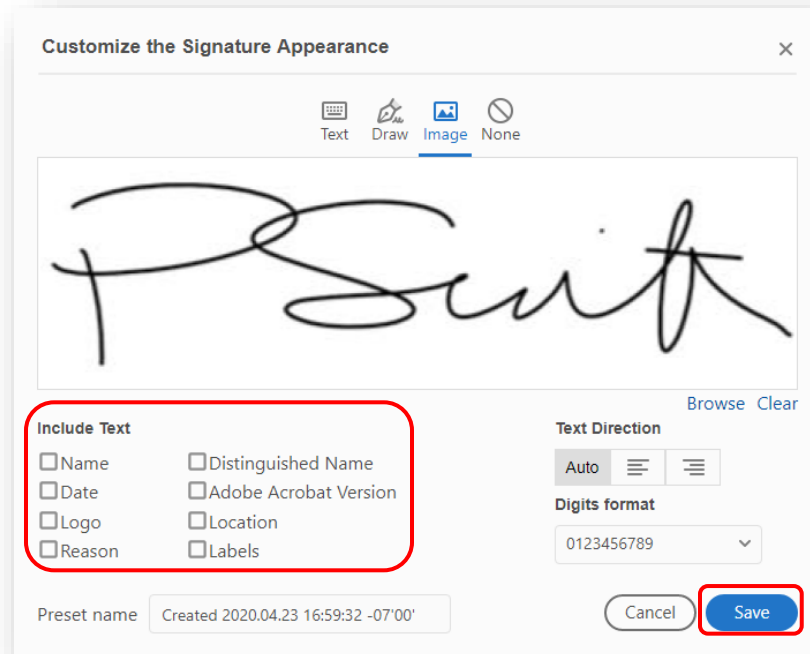 Customize the Signature Appearance
Text Draw Image None
P Smith
Browse Clear
Include Text
Name Distinguished Name
Date Adobe Acrobat Version
Logo Location
Reason Labels
Text Direction
Auto
Digits format
0123456789
Preset name Created 2020.04.23 16:59:32 -07'00'
Cancel Save